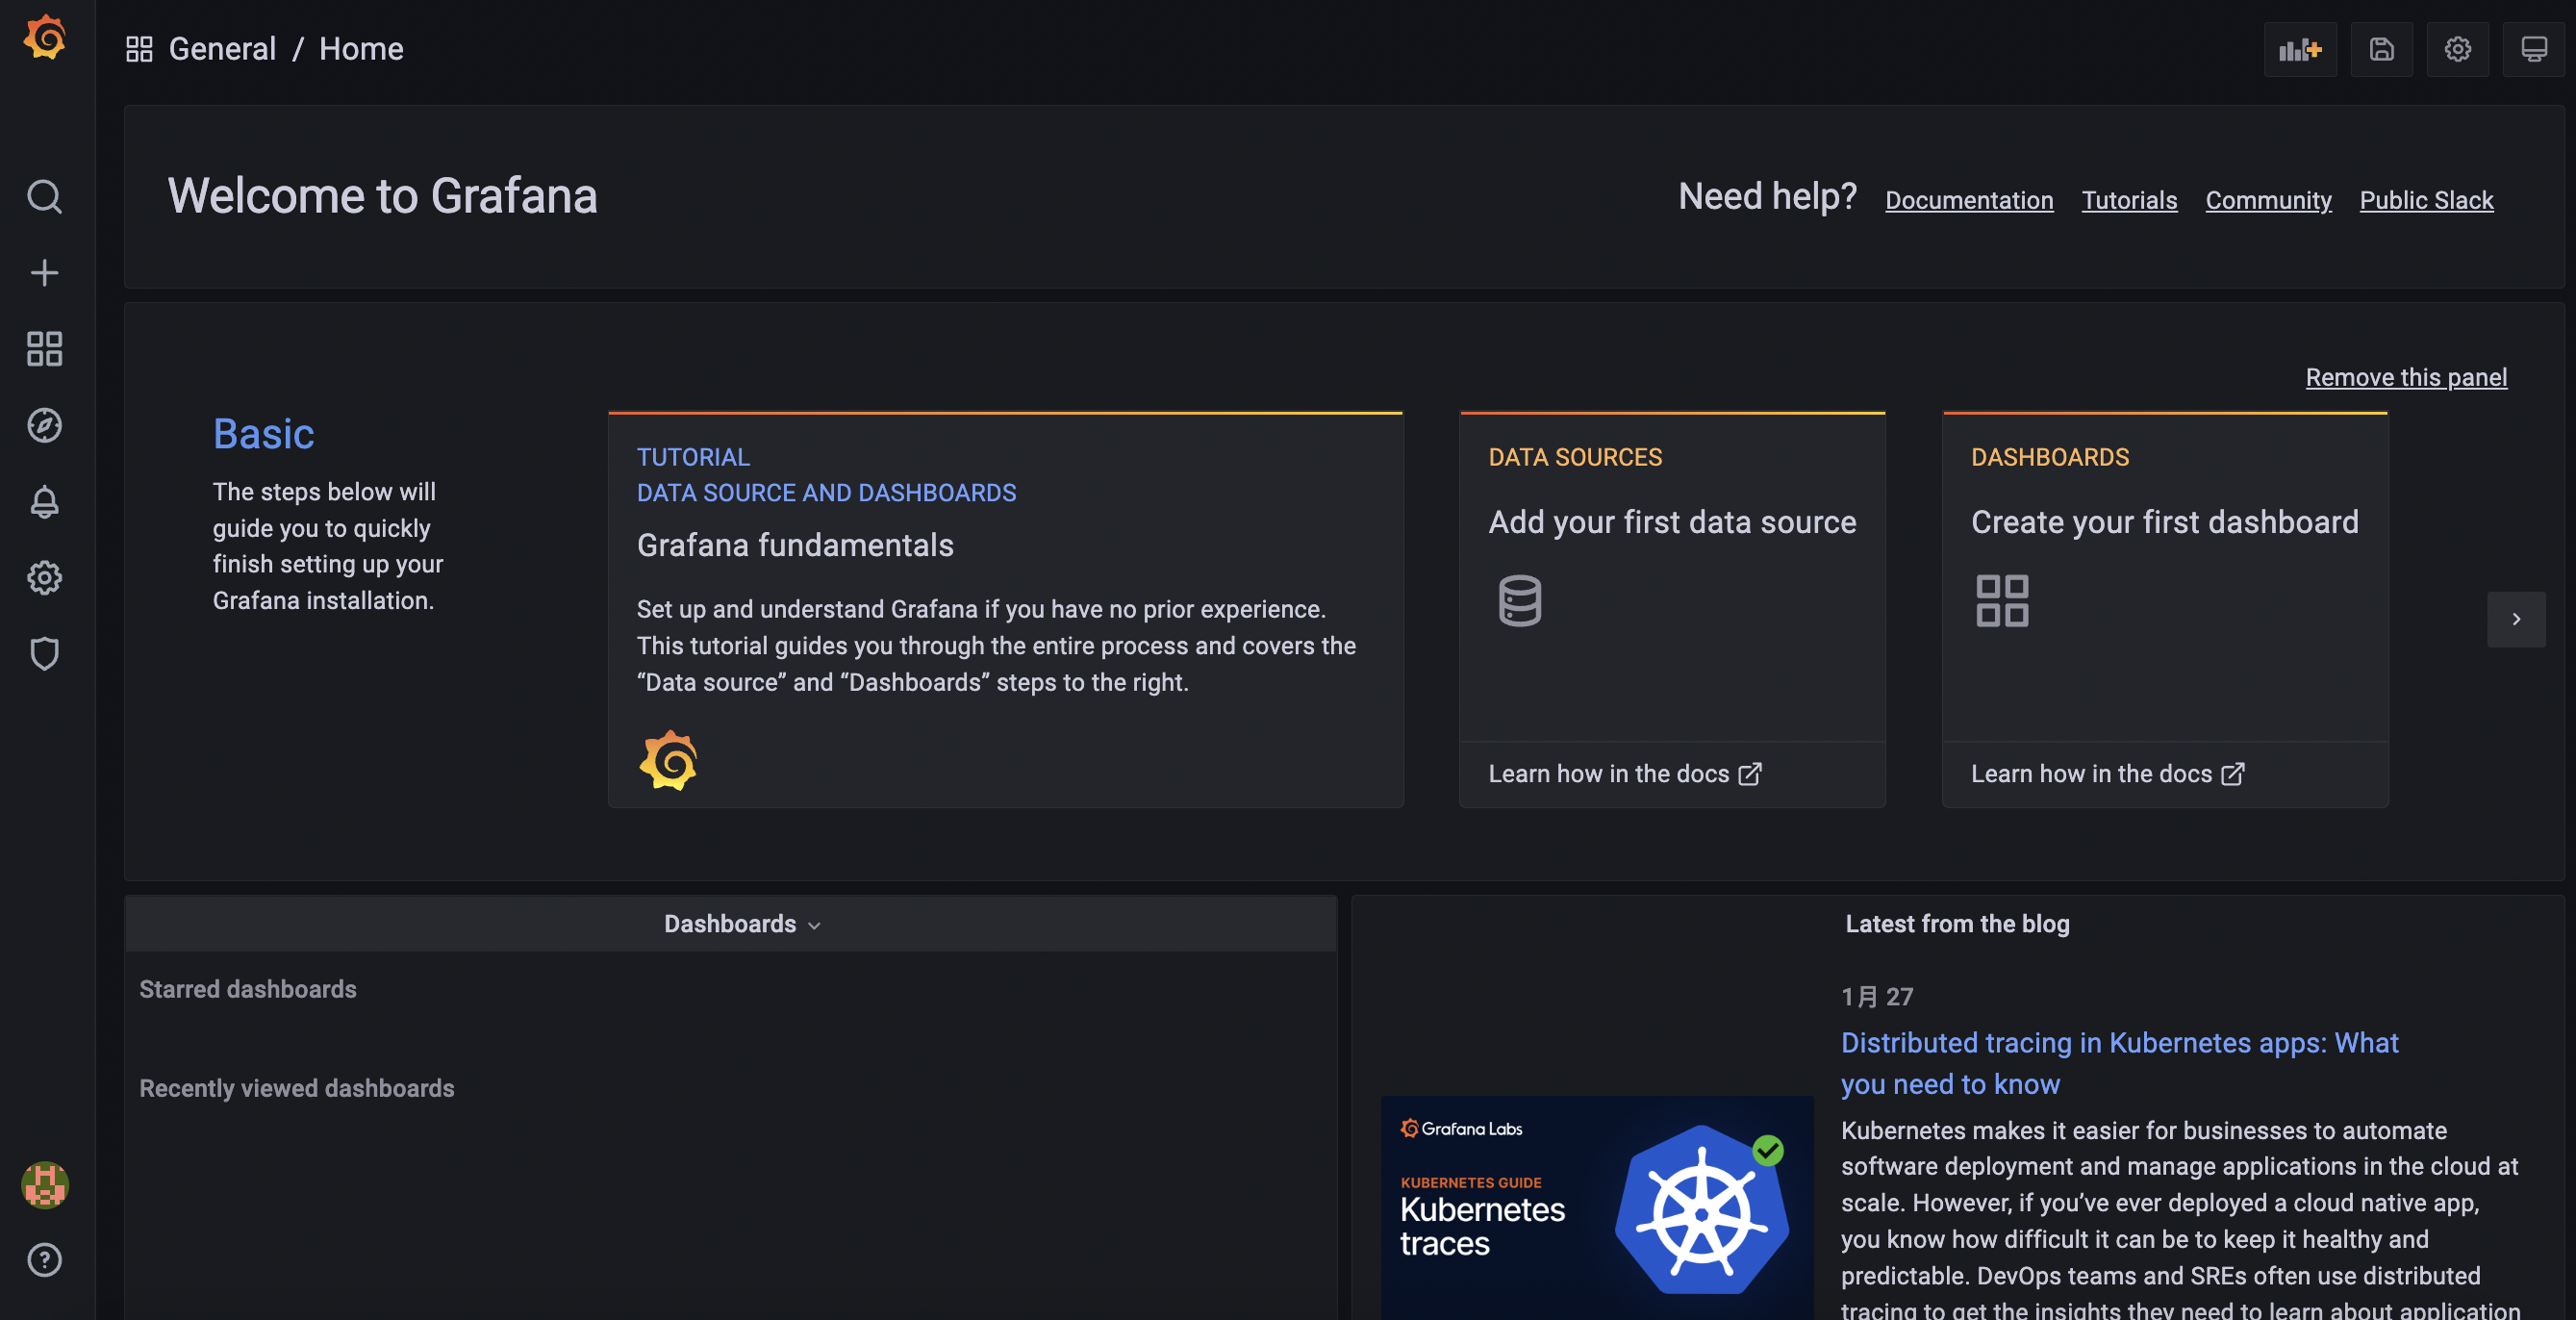 General / Home
Welcome to Grafana
Need help? Documentation Tutorials Community Public Slack
Remove this panel
Basic
The steps below will
guide you to quickly
finish setting up your
Grafana installation.
TUTORIAL
DATA SOURCE AND DASHBOARDS
Grafana fundamentals
Set up and understand Grafana if you have no prior experience.
This tutorial guides you through the entire process and covers the
“Data source” and “Dashboards” steps to the right.
DATA SOURCES
Add your first data source
Learn how in the docs
DASHBOARDS
Create your first dashboard
Learn how in the docs
Dashboards
Starred dashboards
Recently viewed dashboards
Latest from the blog
1月 27
Distributed tracing in Kubernetes apps: What
you need to know
Grafana Labs
KUBERNETES GUIDE
Kubernetes
traces
Kubernetes makes it easier for businesses to automate
software deployment and manage applications in the cloud at
scale. However, if you’ve ever deployed a cloud native app,
you know how difficult it can be to keep it healthy and
predictable. DevOps teams and SREs often use distributed
tracing to get the insights they need to learn about application